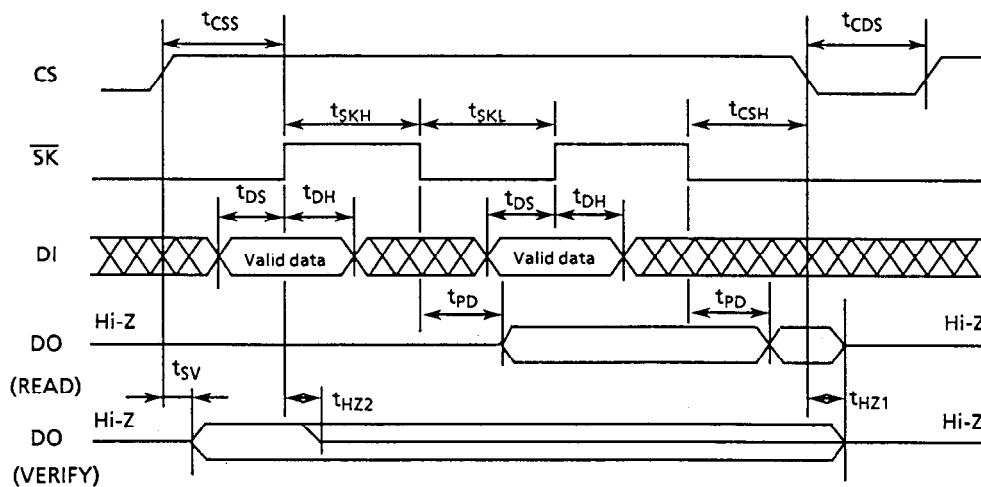 tCSS
tCDS
CS
tSKH
tSKL
tCSH
SK
tDS
tDH
tDS
tDH
DI
Valid data
Valid data
tPD
tPD
Hi-Z
Hi-Z
DO
(READ)
tSV
tHZ2
tHZ1
Hi-Z
Hi-Z
DO
(VERIFY)